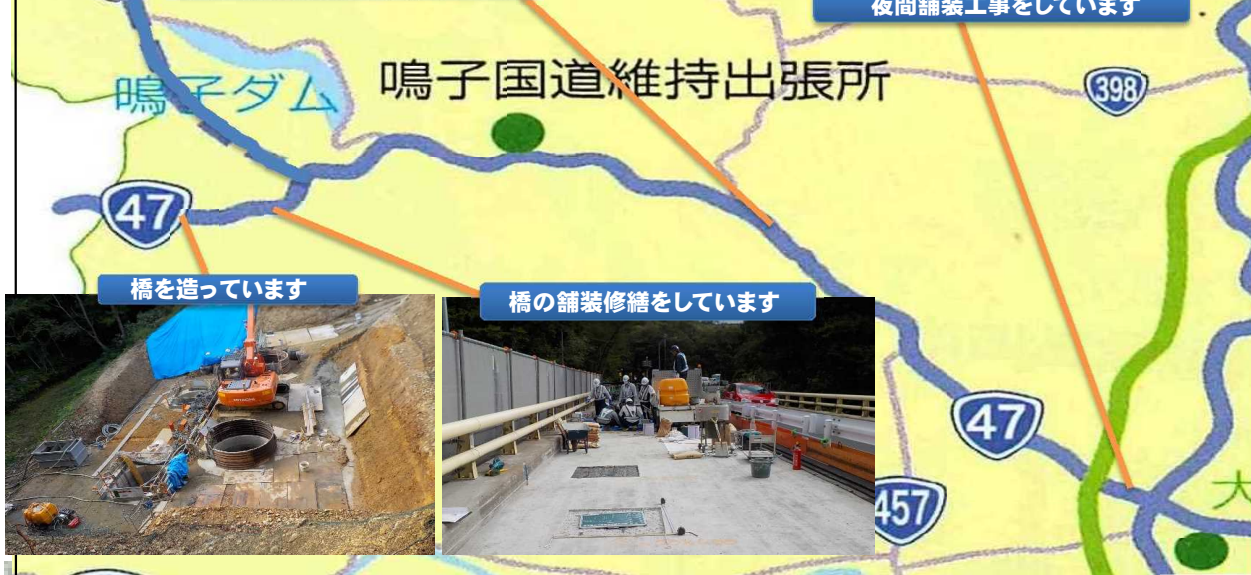 夜間舗装工事をしています
鳴子ダム
鳴子国道維持出張所
398
47
橋を造っています
橋の舗装修繕をしています
47
457
大